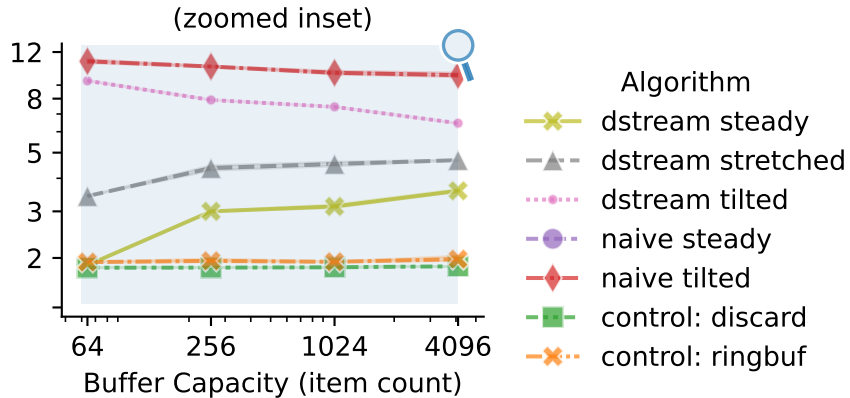 (zoomed inset)
12
8
5
3
2
64 256 1024 4096
Buffer Capacity (item count)
Algorithm
dstream steady
dstream stretched
dstream tilted
naive steady
naive tilted
control: discard
control: ringbuf